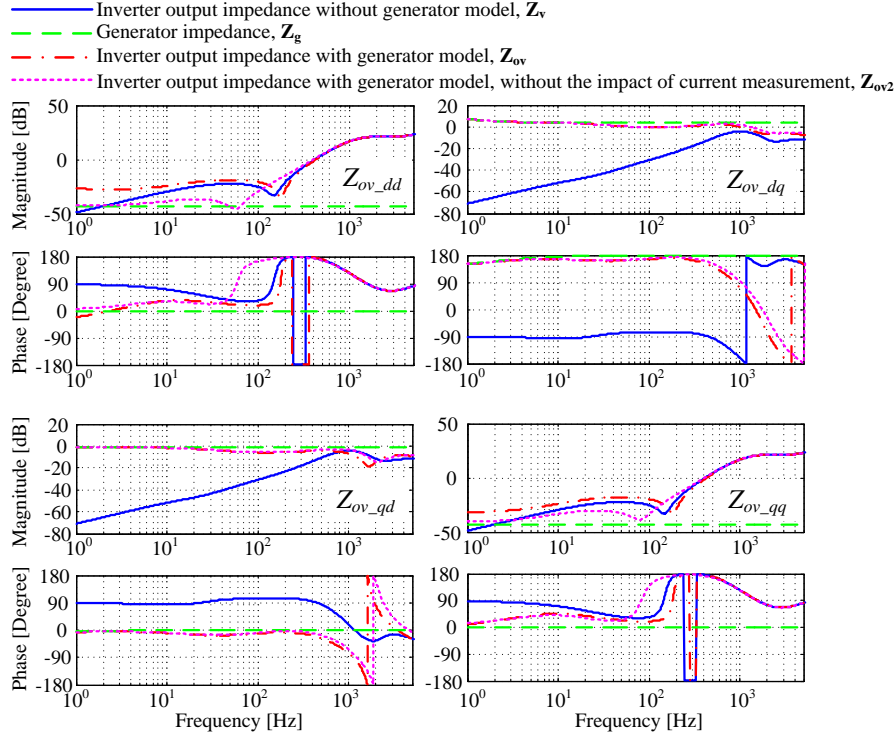 Inverter output impedance without generator model, Zv
Generator impedance, Zg
Inverter output impedance with generator model, Zov
Inverter output impedance with generator model, without the impact of current measurement, Zov2
Magnitude [dB]
50
0
-50
10^0 10^1 10^2 10^3
Zov_dd
20
0
-20
-40
-60
-80
10^0 10^1 10^2 10^3
Zov_dq
Phase [Degree]
180
90
0
-90
-180
10^0 10^1 10^2 10^3
180
90
0
-90
-180
10^0 10^1 10^2 10^3
Magnitude [dB]
20
0
-20
-40
-60
-80
10^0 10^1 10^2 10^3
Zov_qd
50
0
-50
10^0 10^1 10^2 10^3
Zov_qq
Phase [Degree]
180
90
0
-90
-180
10^0 10^1 10^2 10^3
Frequency [Hz]
180
90
0
-90
-180
10^0 10^1 10^2 10^3
Frequency [Hz]